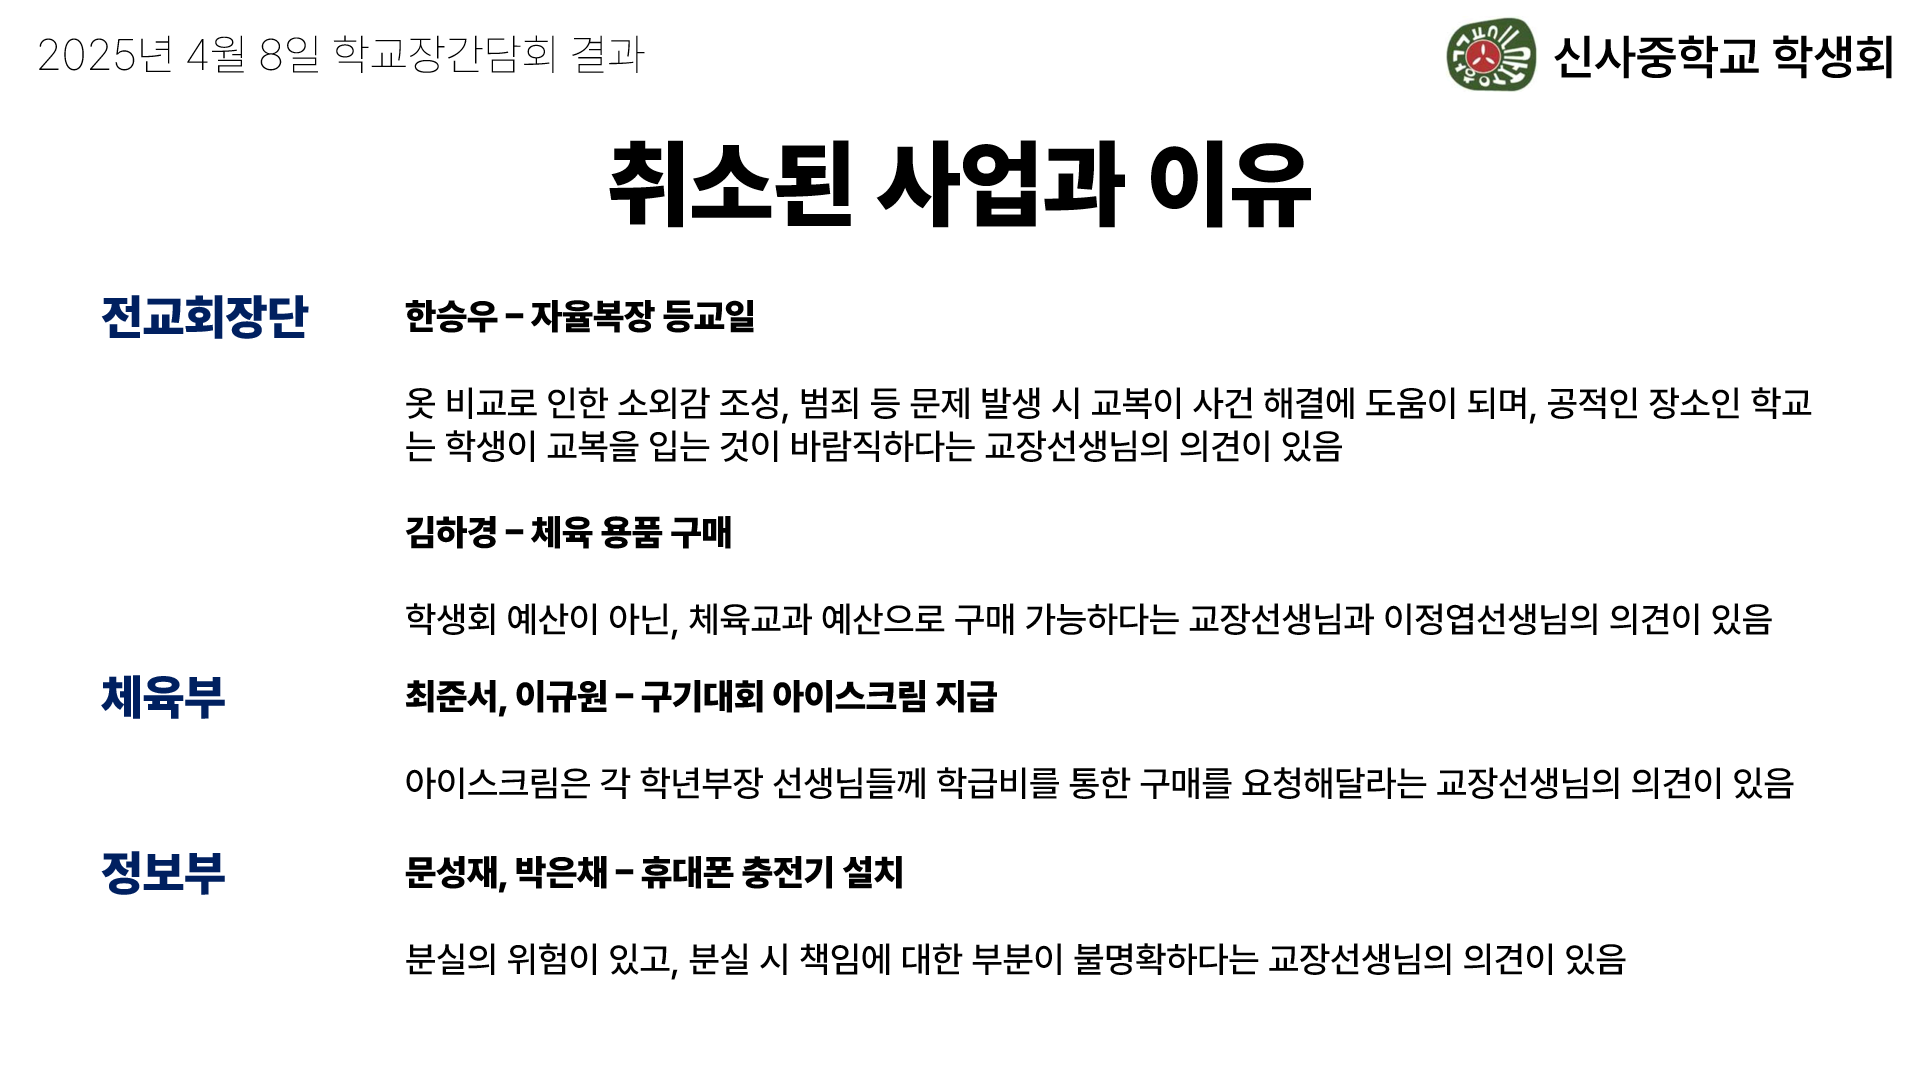 2025년 4월 8일 학교장간담회 결과
신사중학교 학생회
취소된 사업과 이유
전교회장단
한승우 – 자율복장 등교일
옷 비교로 인한 소외감 조성, 범죄 등 문제 발생 시 교복이 사건 해결에 도움이 되며, 공적인 장소인 학교
는 학생이 교복을 입는 것이 바람직하다는 교장선생님의 의견이 있음
김하경 – 체육 용품 구매
학생회 예산이 아닌, 체육교과 예산으로 구매 가능하다는 교장선생님과 이정엽선생님의 의견이 있음
체육부
최준서, 이규원 – 구기대회 아이스크림 지급
아이스크림은 각 학년부장 선생님들께 학급비를 통한 구매를 요청해달라는 교장선생님의 의견이 있음
정보부
문성재, 박은채 – 휴대폰 충전기 설치
분실의 위험이 있고, 분실 시 책임에 대한 부분이 불명확하다는 교장선생님의 의견이 있음